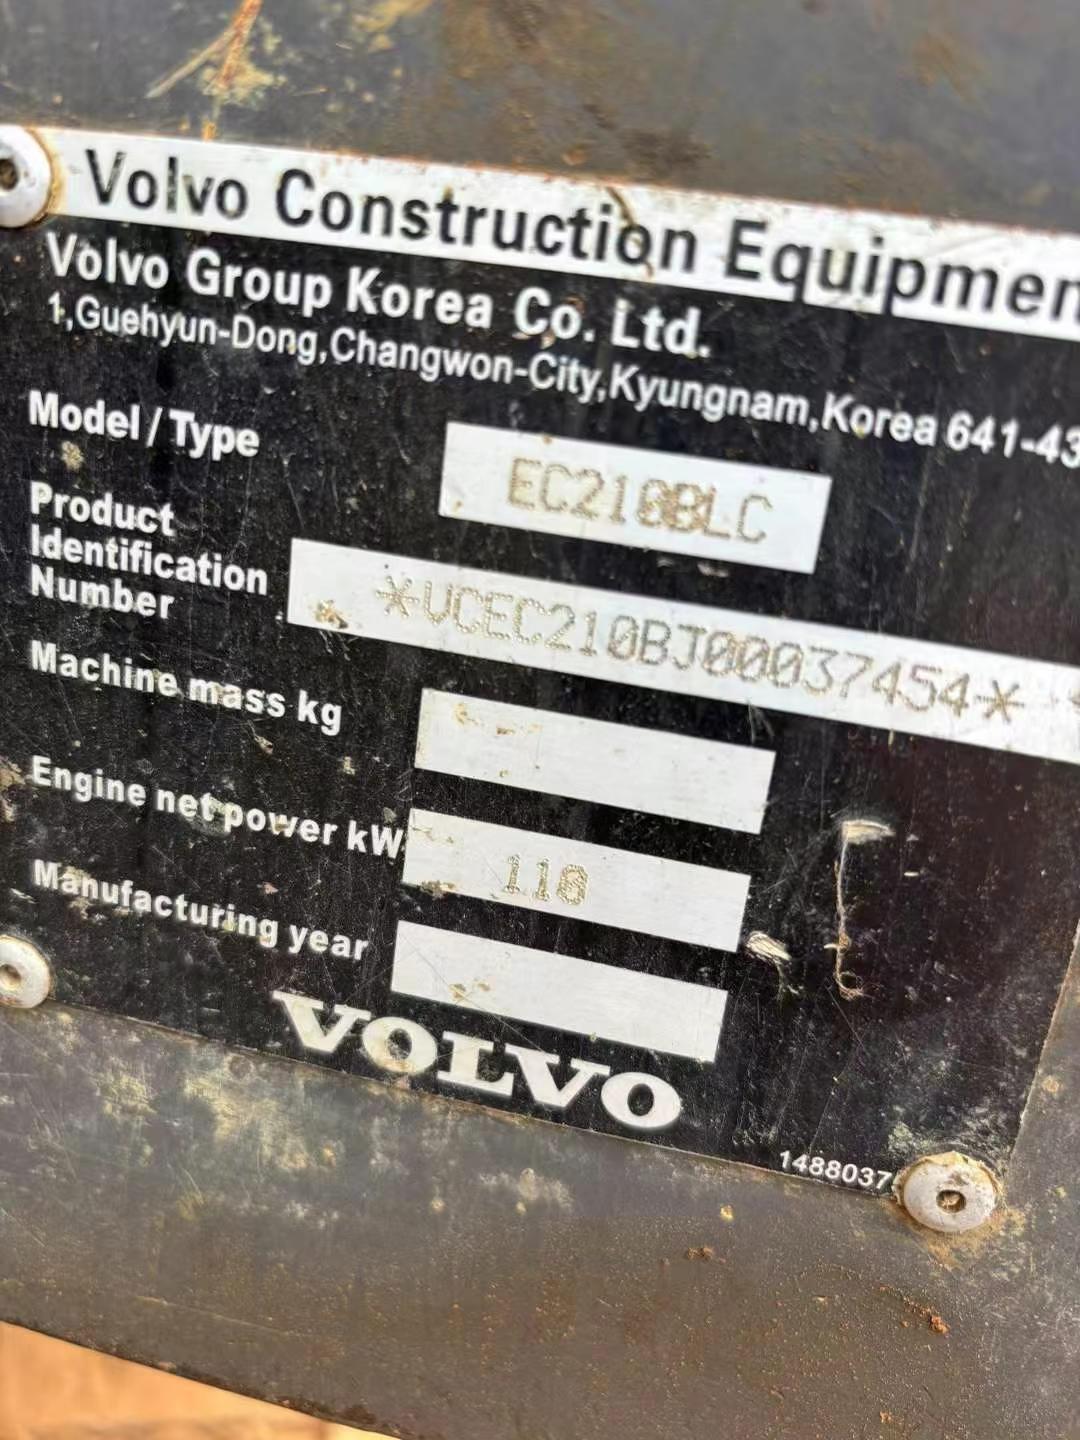 Volvo Construction Equipmen
Volvo Group Korea Co. Ltd.
1,Guehyun-Dong,Changwon-City,Kyungnam,Korea 641-43
Model / Type
EC210BLC
Product
Identification
Number
*VCEC210BJ00037454*
Machine mass kg
Engine net power kW
110
Manufacturing year
VOLVO
1488037